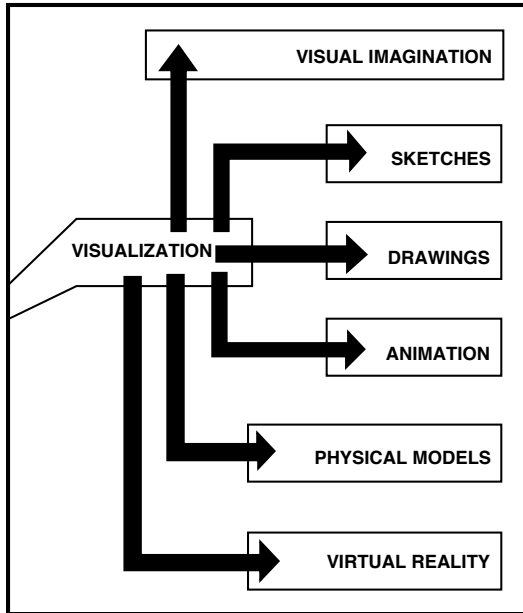 VISUAL IMAGINATION
SKETCHES
VISUALIZATION
DRAWINGS
ANIMATION
PHYSICAL MODELS
VIRTUAL REALITY